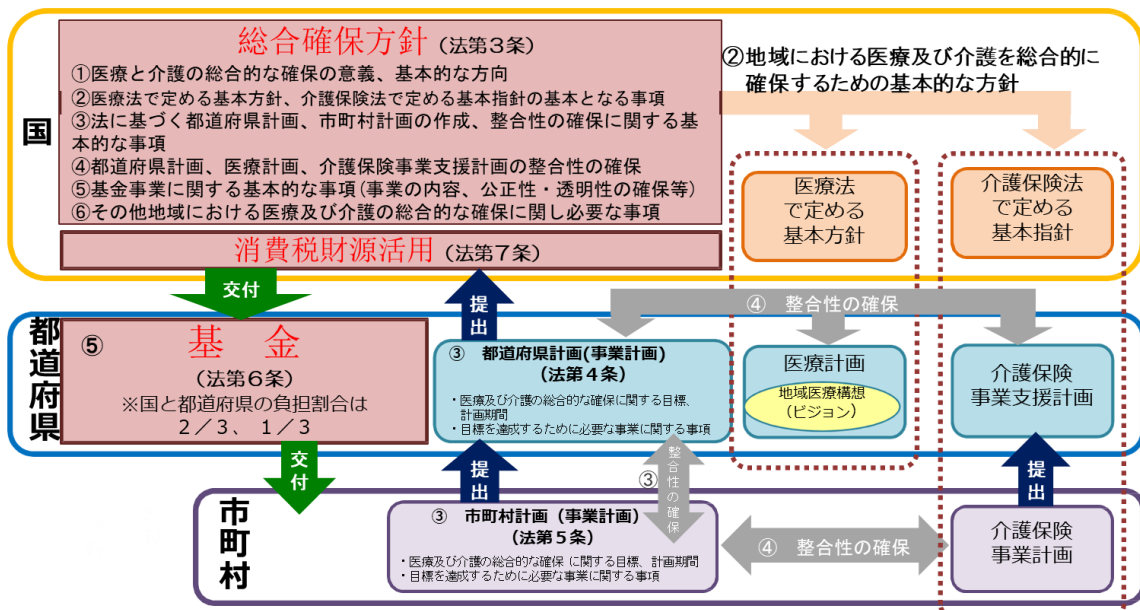 国
総合確保方針 (法第3条)
①医療と介護の総合的な確保の意義、基本的な方向
②医療法で定める基本方針、介護保険法で定める基本指針の基本となる事項
③法に基づく都道府県計画、市町村計画の作成、整合性の確保に関する基
本的な事項
④都道府県計画、医療計画、介護保険事業支援計画の整合性の確保
⑤基金事業に関する基本的な事項(事業の内容、公正性・透明性の確保等)
⑥その他地域における医療及び介護の総合的な確保に関し必要な事項
消費税財源活用 (法第7条)
②地域における医療及び介護を総合的に
確保するための基本的な方針
医療法
で定める
基本方針
介護保険法
で定める
基本指針
交付
提出
④ 整合性の確保
都道府県
⑤ 基 金
(法第6条)
※国と都道府県の負担割合は
2/3、 1/3
③ 都道府県計画(事業計画)
(法第4条)
・医療及び介護の総合的な確保に関する目標、
計画期間
・目標を達成するために必要な事業に関する事項
医療計画
地域医療構想
(ビジョン)
介護保険
事業支援計画
交付
提出
③
整合性の確保
提出
市町村
③ 市町村計画 (事業計画)
(法第5条)
・医療及び介護の総合的な確保 に関する目標、計画期間
・目標を達成するために必要な事業に関する事項
④ 整合性の確保
介護保険
事業計画